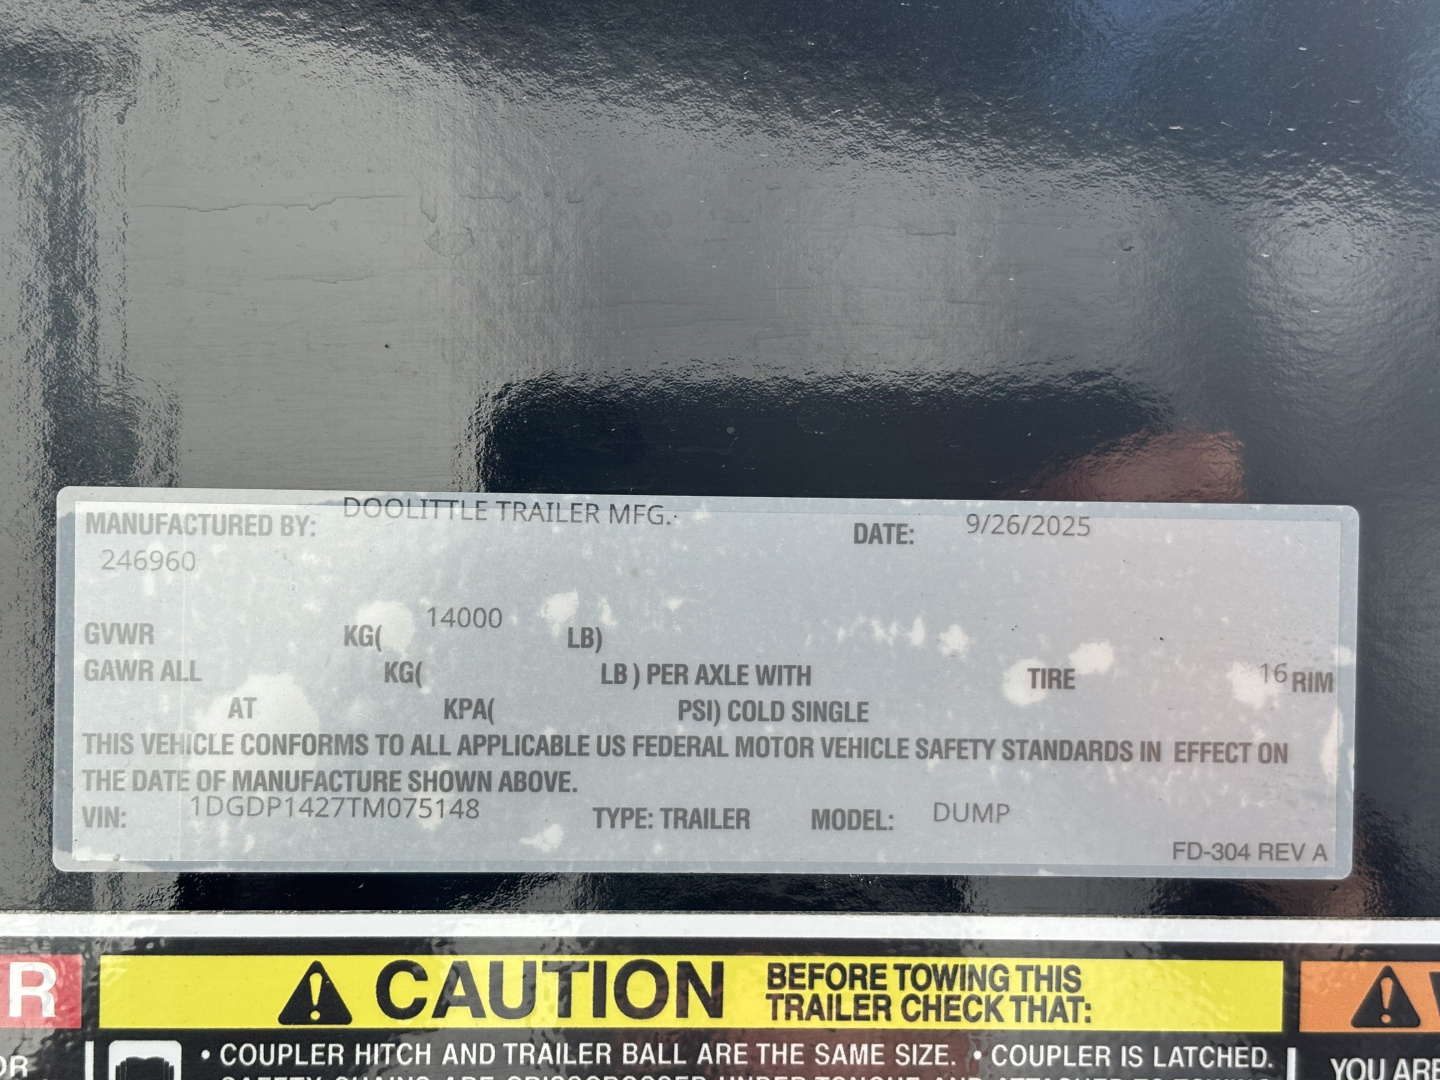 MANUFACTURED BY: DOOLITTLE TRAILER MFG. DATE: 9/26/2025
246960
GVWR KG( 14000 LB)
GAWR ALL KG( LB ) PER AXLE WITH TIRE 16 RIM
AT KPA( PSI) COLD SINGLE
THIS VEHICLE CONFORMS TO ALL APPLICABLE US FEDERAL MOTOR VEHICLE SAFETY STANDARDS IN EFFECT ON
THE DATE OF MANUFACTURE SHOWN ABOVE.
VIN: 1DGDP1427TM075148 TYPE: TRAILER MODEL: DUMP
FD-304 REV A
R
CAUTION BEFORE TOWING THIS
TRAILER CHECK THAT:
OR
• COUPLER HITCH AND TRAILER BALL ARE THE SAME SIZE. • COUPLER IS LATCHED.
YOU ARE